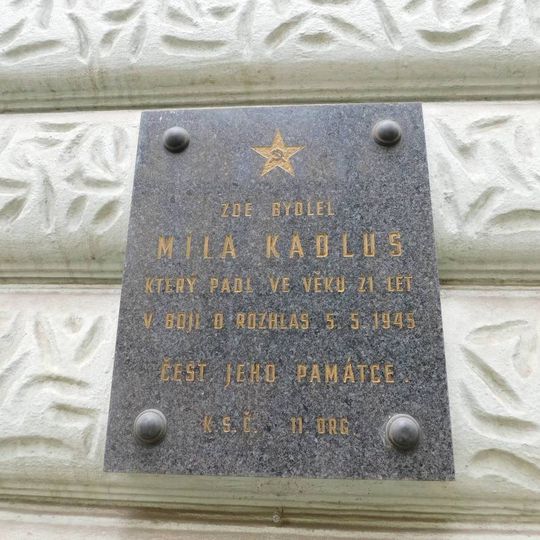 ZDE BYDLEL
MÍLA KADLUS
KTERÝ PADL VE VĚKU 21 LET
V BOJI O ROZHLAS 5. 5. 1945
ČEST JEHO PAMÁTCE.
K.S.Č. 11 ORG.